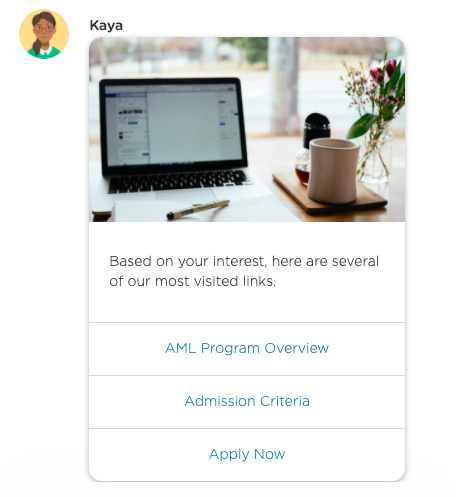 Kaya
Based on your interest, here are several
of our most visited links.
AML Program Overview
Admission Criteria
Apply Now